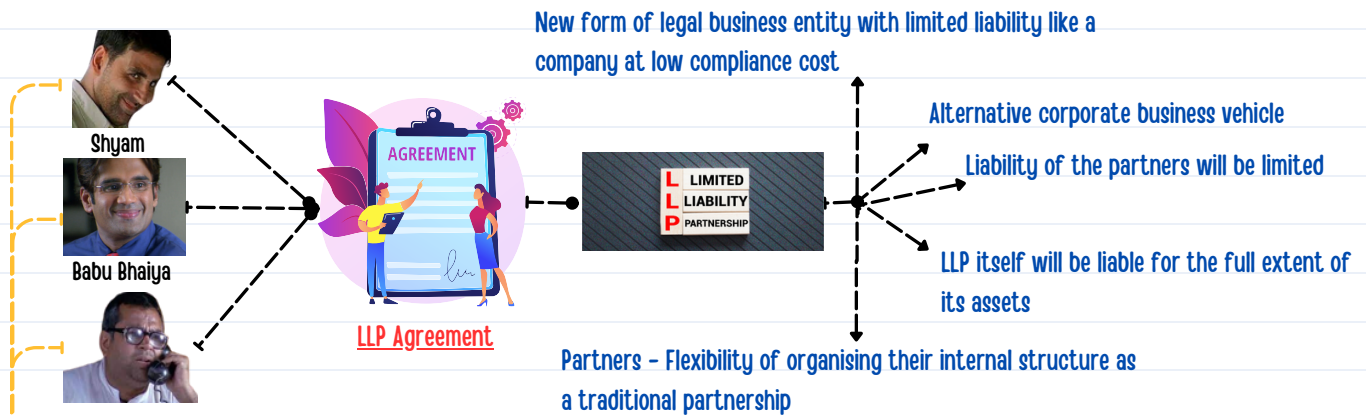 New form of legal business entity with limited liability like a
company at low compliance cost
Shyam
Babu Bhaiya
AGREEMENT
LLP Agreement
L LIMITED
L LIABILITY
P PARTNERSHIP
Alternative corporate business vehicle
Liability of the partners will be limited
LLP itself will be liable for the full extent of
its assets
Partners - Flexibility of organising their internal structure as
a traditional partnership